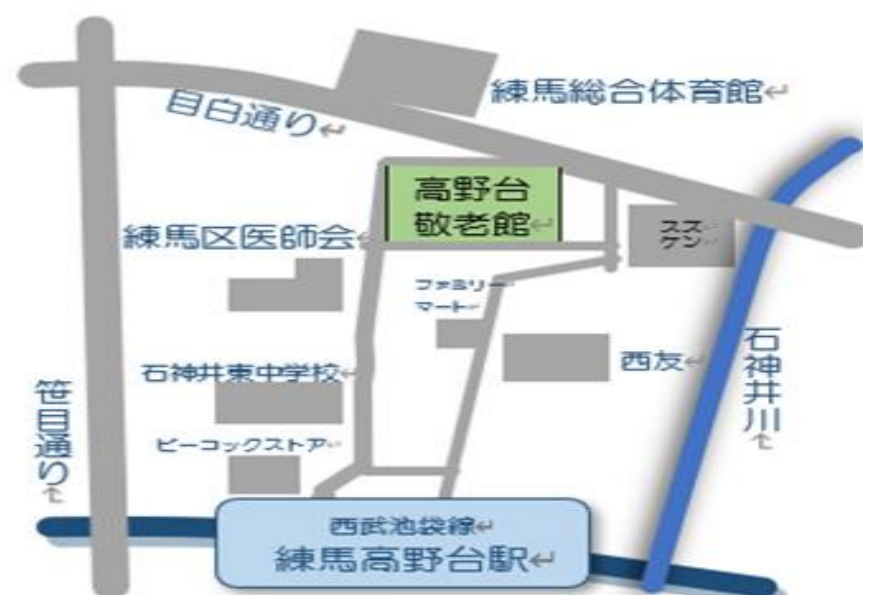 練馬総合体育館
目白通り
高野台
敬老館
スズ
ケン
練馬区医師会
ファミリー
マート
石神井東中学校
西友
石神井川
笹目通り
ピーコックストア
西武池袋線
練馬高野台駅